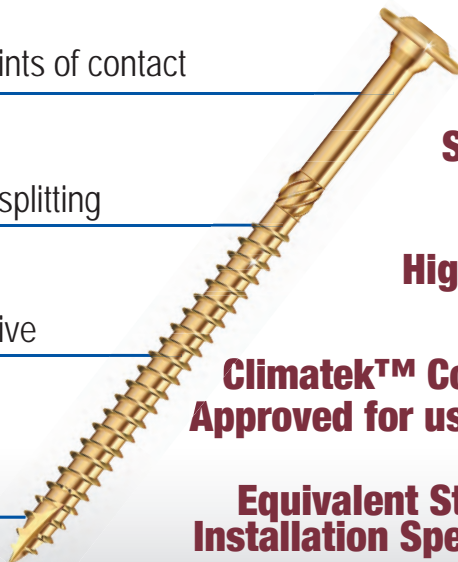 ints of contact
S
splitting
Hig
ive
Climatek™ Co
Approved for us
Equivalent St
Installation Spe